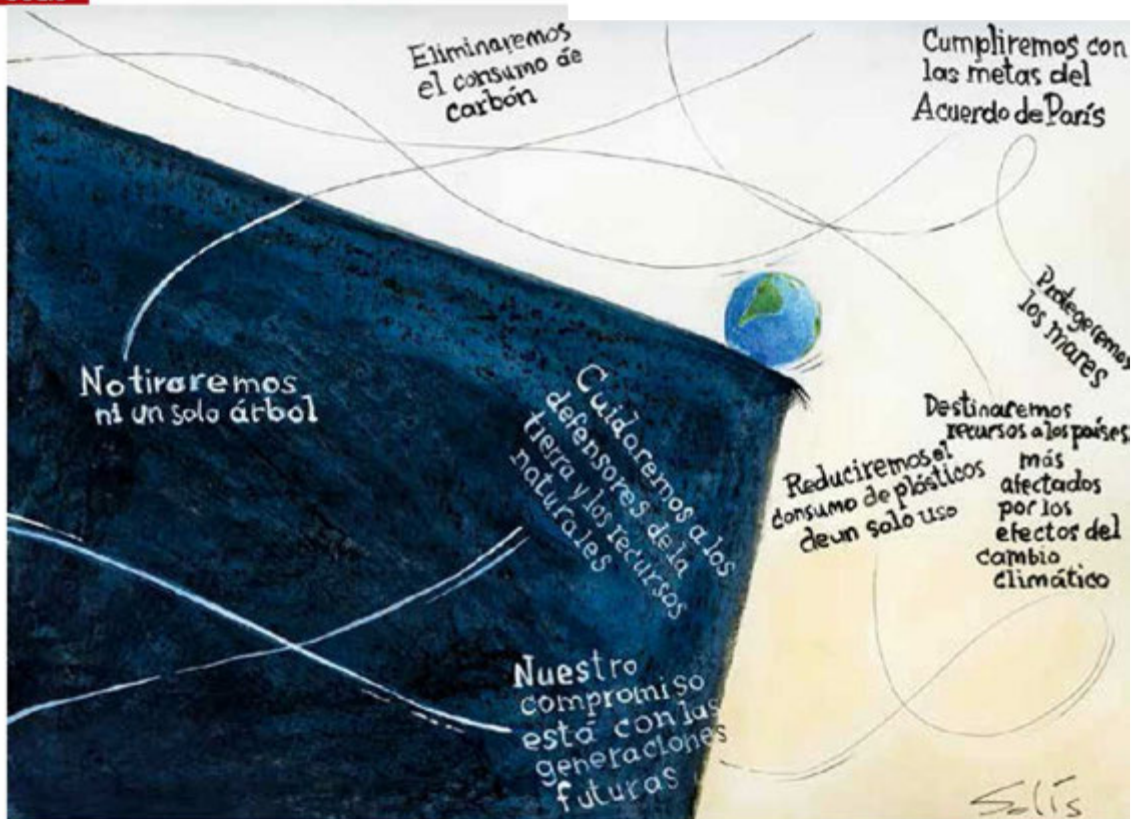 Eliminaremos
el consumo de
carbón
Cumpliremos con
las metas del
Acuerdo de París
Protegeremos
los mares
No tiraremos
ni un solo árbol
Cuidaremos a los
defensores de la
tierra y los recursos
naturales
Destinaremos
recursos a los países
más
afectados
por los
efectos del
cambio
climático
Reduciremos el
consumo de plásticos
de un solo uso
Nuestro
compromiso
está con las
generaciones
futuras
Solís